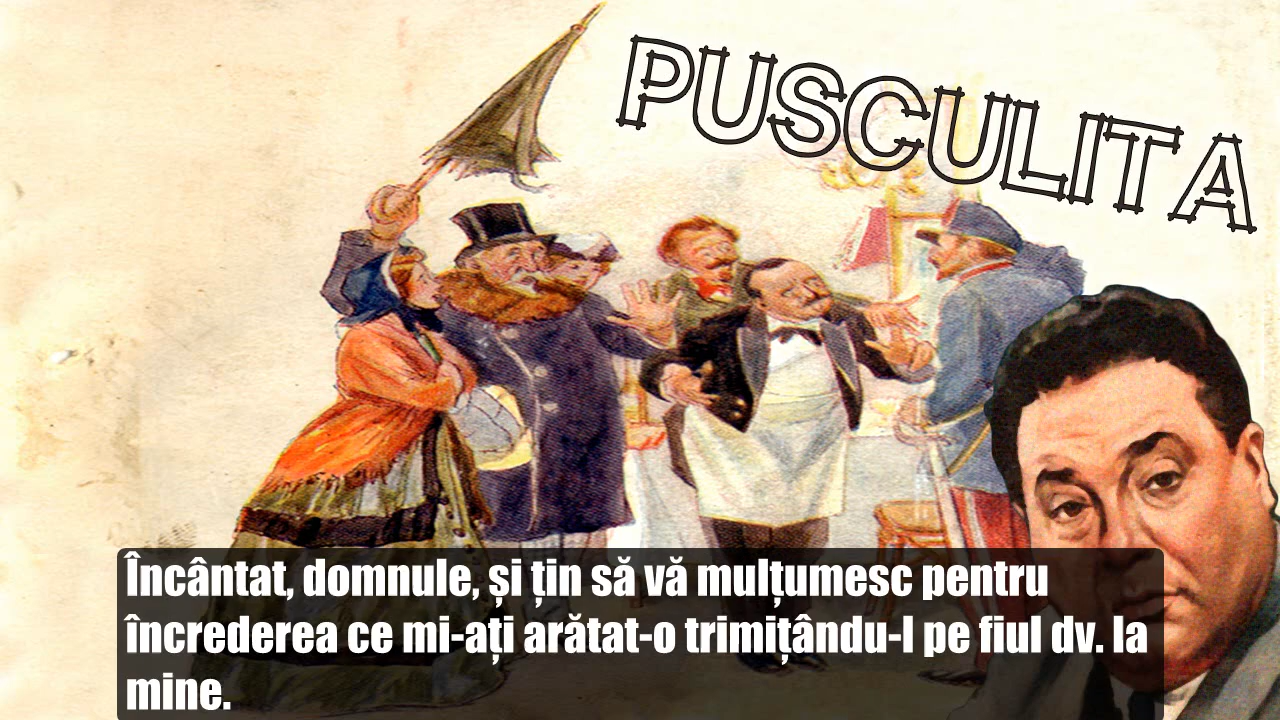 PUSCULITA
Încântat, domnule, și țin să vă mulțumesc pentru
încrederea ce mi-ați arătat-o trimițându-l pe fiul dv. la
mine.